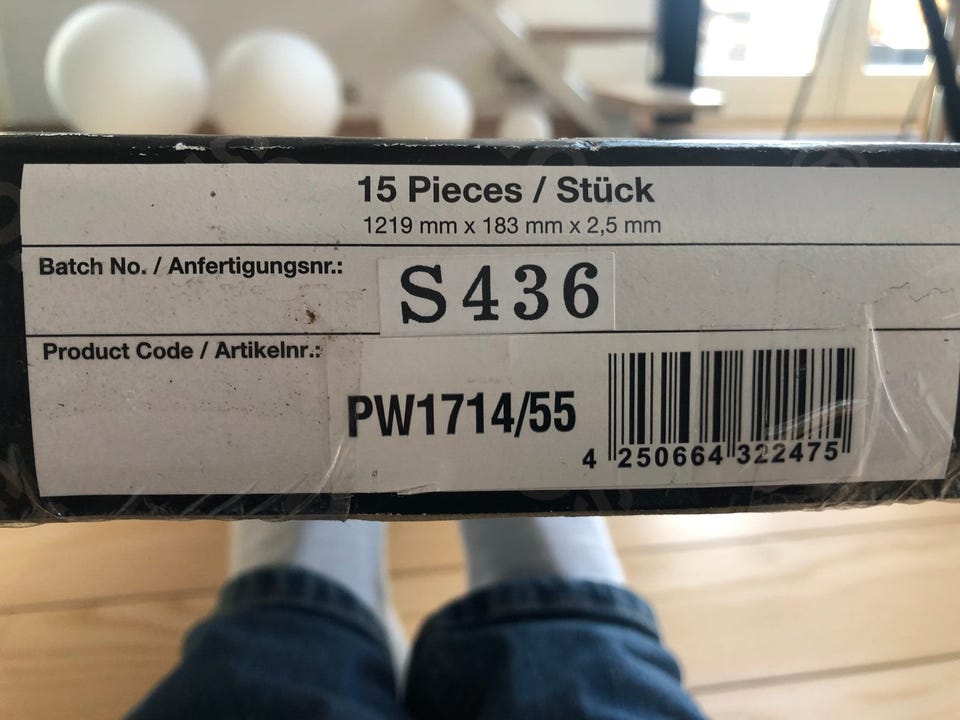 15 Pieces / Stück
1219 mm x 183 mm x 2,5 mm
Batch No. / Anfertigungsnr.:
S436
Product Code / Artikelnr.:
PW1714/55
4 250664 322475